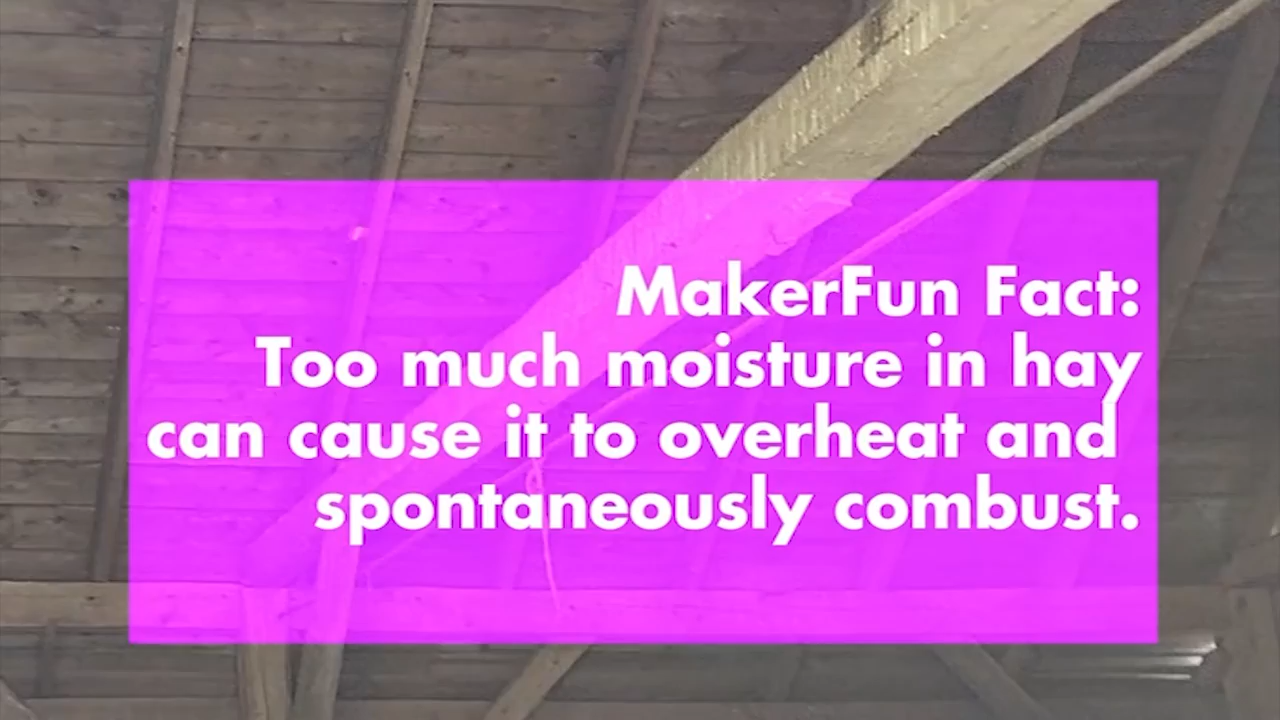 MakerFun Fact:
Too much moisture in hay
can cause it to overheat and
spontaneously combust.